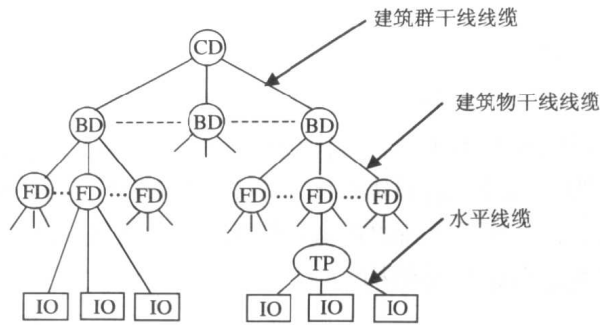 建筑群干线线缆
CD
建筑物干线线缆
BD BD BD
FD FD FD FD FD FD
水平线缆
TP
IO IO IO IO IO IO